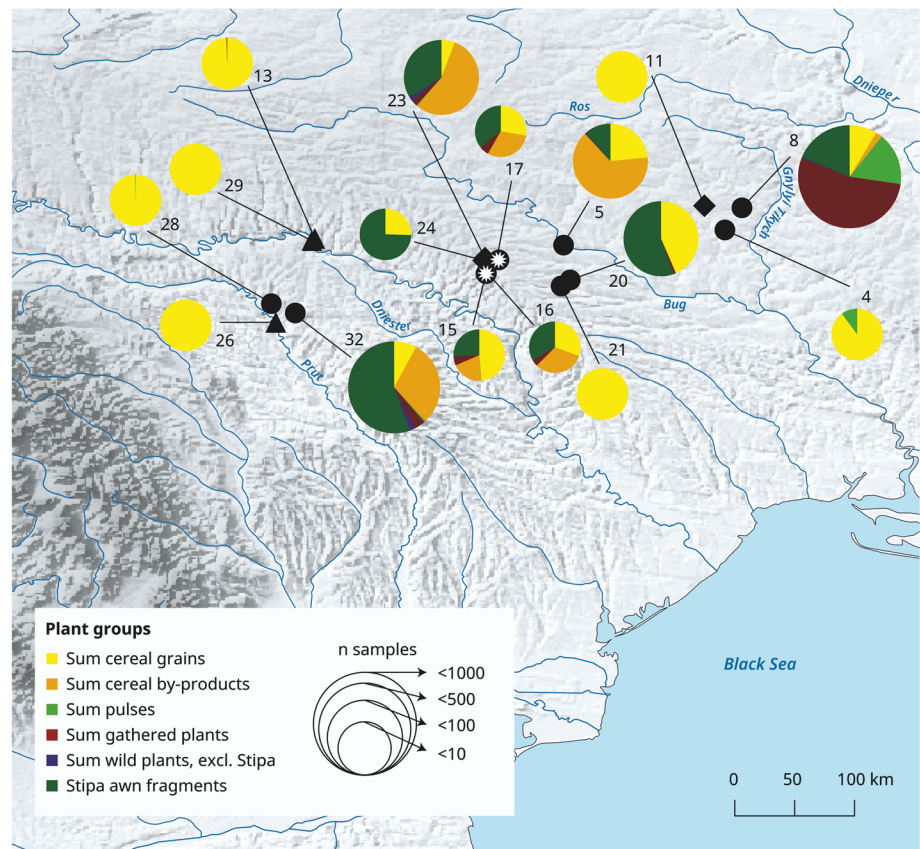 13
23
11
Dnieper
Ros
8
17
Gnylyi Tikych
29
5
28
24
20
Bug
4
Dniester
16
15
26
32
21
Prut
Plant groups
Sum cereal grains
Sum cereal by-products
Sum pulses
Sum gathered plants
Sum wild plants, excl. Stipa
Stipa awn fragments
n samples
<1000
<500
<100
<10
Black Sea
0 50 100 km